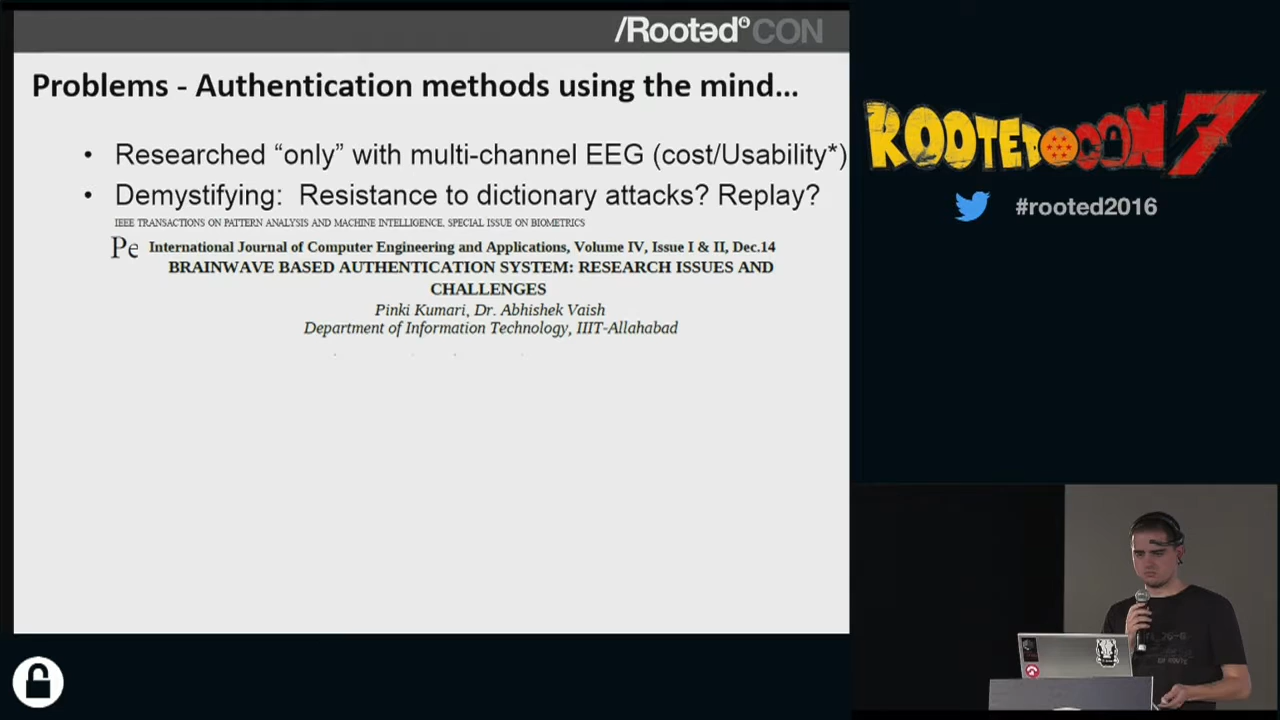 /Rootəd CON
Problems - Authentication methods using the mind...
• Researched “only” with multi-channel EEG (cost/Usability*)
• Demystifying: Resistance to dictionary attacks? Replay?
IEEE TRANSACTIONS ON PATTERN ANALYSIS AND MACHINE INTELLIGENCE, SPECIAL ISSUE ON BIOMETRICS
Pe
International Journal of Computer Engineering and Applications, Volume IV, Issue I & II, Dec.14
BRAINWAVE BASED AUTHENTICATION SYSTEM: RESEARCH ISSUES AND
CHALLENGES
Pinki Kumari, Dr. Abhishek Vaish
Department of Information Technology, IIIT-Allahabad
ROOTED CON 7
#rooted2016